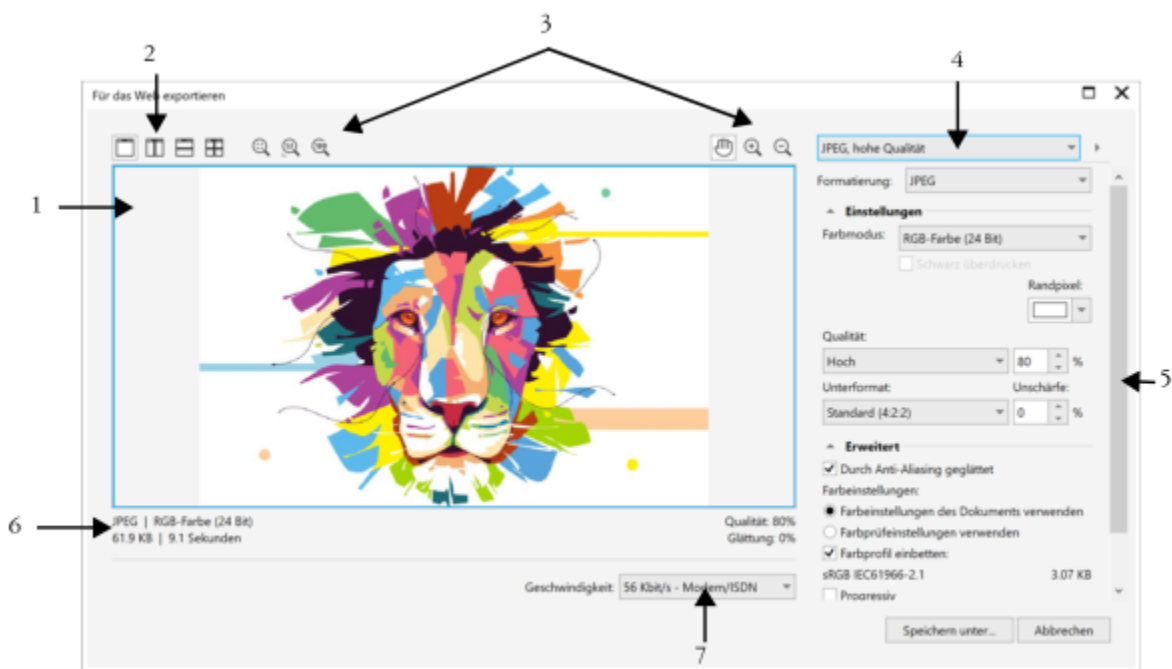 3
2
4
Für das Web exportieren
JPEG, hohe Qualität
1
Formatierung: JPEG
Einstellungen
Farbmodus: RGB-Farbe (24 Bit)
Schwarz überdrucken
Randpixel:
Qualität:
Hoch 80 %
5
Unterformat: Unschärfe:
Standard (4:2:2) 0 %
Erweitert
Durch Anti-Aliasing geglättet
Farbeinstellungen:
Farbeinstellungen des Dokuments verwenden
Farbprüfeinstellungen verwenden
Farbprofil einbetten:
sRGB IEC61966-2.1 3.07 KB
Progressiv
6
JPEG | RGB-Farbe (24 Bit) Qualität: 80%
61.9 KB | 9.1 Sekunden Glättung: 0%
Geschwindigkeit: 56 Kbit/s - Modem/ISDN
Speichern unter... Abbrechen
7